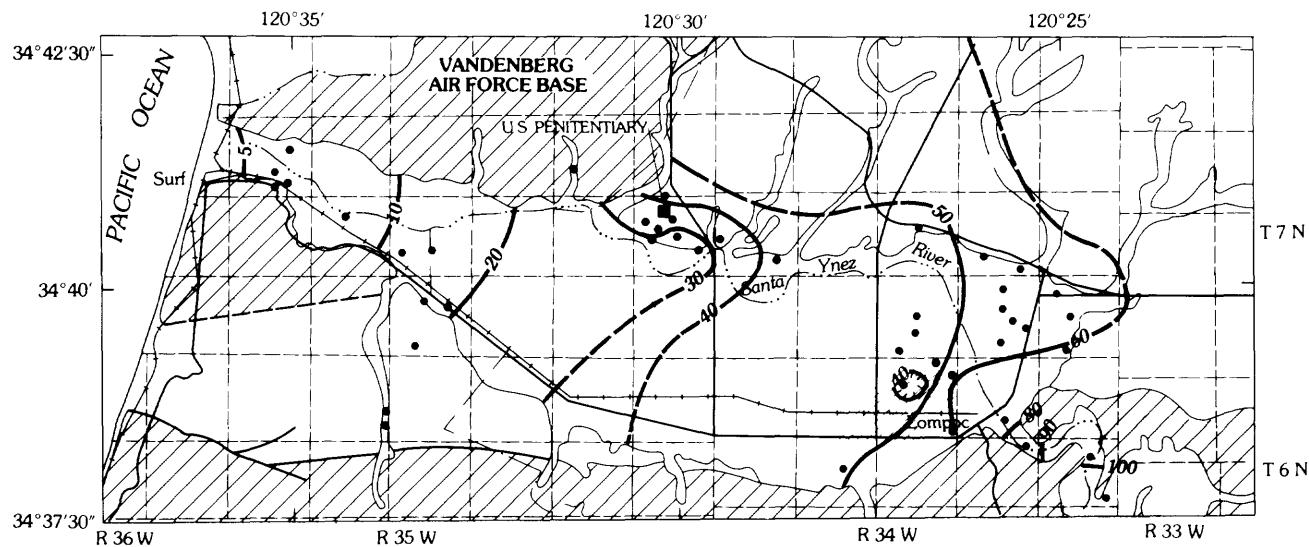 120°35' 120°30' 120°25'
34°42'30"
PACIFIC OCEAN
VANDENBERG
AIR FORCE BASE
U S PENITENTIARY
Surf
5
10
20
30
40
50
60
40
80
100
100
T 7 N
Santa Ynez River
34°40'
Lompoc
T 6 N
34°37'30"
R 36 W R 35 W R 34 W R 33 W